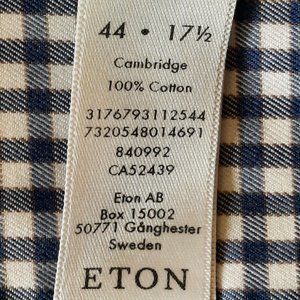 44 • 17½
Cambridge
100% Cotton
3176793112544
7320548014691
840992
CA52439
Eton AB
Box 15002
50771 Gånghester
Sweden
ETON